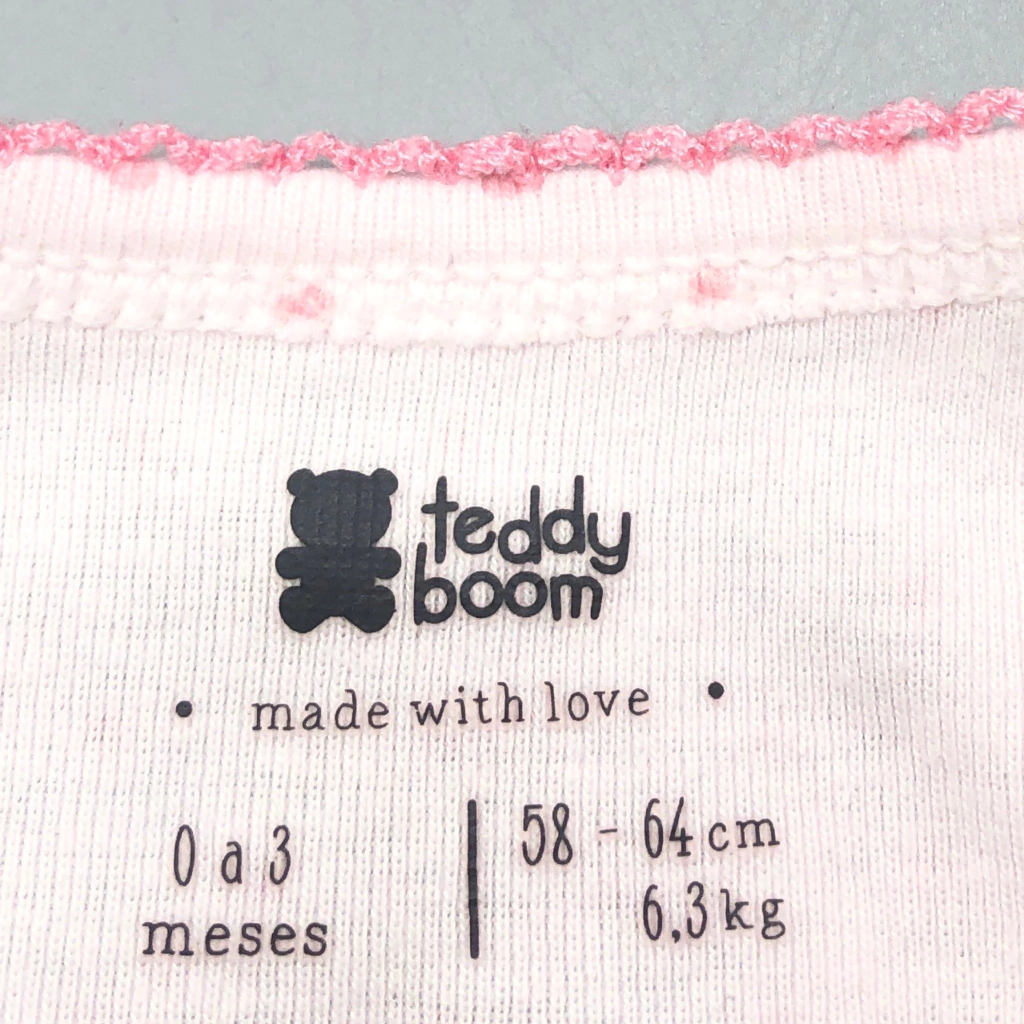 teddy
boom
• made with love •
0 a 3
meses
58 - 64 cm
6,3 kg